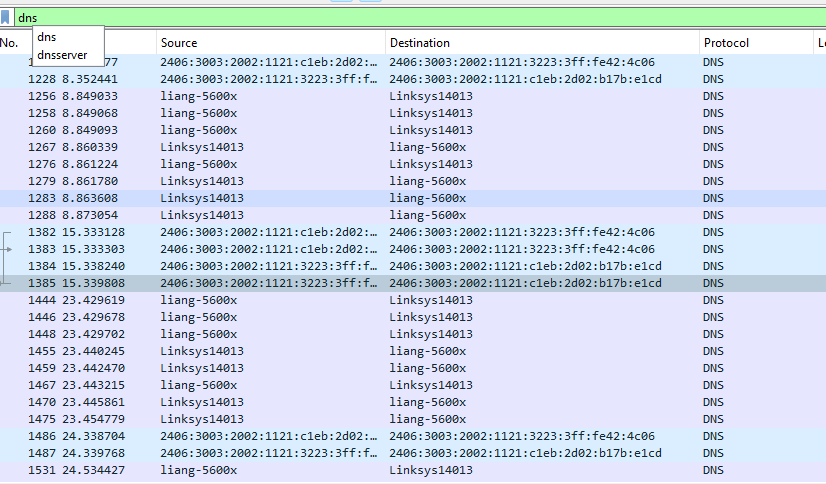 dns
dns
dnsserver
No. Source Destination Protocol
77 2406:3003:2002:1121:c1eb:2d02:… 2406:3003:2002:1121:3223:3ff:fe42:4c06 DNS
1228 8.352441 2406:3003:2002:1121:3223:3ff:f… 2406:3003:2002:1121:c1eb:2d02:b17b:e1cd DNS
1256 8.849033 liang-5600x Linksys14013 DNS
1258 8.849068 liang-5600x Linksys14013 DNS
1260 8.849093 liang-5600x Linksys14013 DNS
1267 8.860339 Linksys14013 liang-5600x DNS
1276 8.861224 liang-5600x Linksys14013 DNS
1279 8.861780 Linksys14013 liang-5600x DNS
1283 8.863608 Linksys14013 liang-5600x DNS
1288 8.873054 Linksys14013 liang-5600x DNS
1382 15.333128 2406:3003:2002:1121:c1eb:2d02:… 2406:3003:2002:1121:3223:3ff:fe42:4c06 DNS
1383 15.333303 2406:3003:2002:1121:c1eb:2d02:… 2406:3003:2002:1121:3223:3ff:fe42:4c06 DNS
1384 15.338240 2406:3003:2002:1121:3223:3ff:f… 2406:3003:2002:1121:c1eb:2d02:b17b:e1cd DNS
1385 15.339808 2406:3003:2002:1121:3223:3ff:f… 2406:3003:2002:1121:c1eb:2d02:b17b:e1cd DNS
1444 23.429619 liang-5600x Linksys14013 DNS
1446 23.429678 liang-5600x Linksys14013 DNS
1448 23.429702 liang-5600x Linksys14013 DNS
1455 23.440245 Linksys14013 liang-5600x DNS
1459 23.442470 Linksys14013 liang-5600x DNS
1467 23.443215 liang-5600x Linksys14013 DNS
1470 23.445861 Linksys14013 liang-5600x DNS
1475 23.454779 Linksys14013 liang-5600x DNS
1486 24.338704 2406:3003:2002:1121:c1eb:2d02:… 2406:3003:2002:1121:3223:3ff:fe42:4c06 DNS
1487 24.339768 2406:3003:2002:1121:3223:3ff:f… 2406:3003:2002:1121:c1eb:2d02:b17b:e1cd DNS
1531 24.534427 liang-5600x Linksys14013 DNS